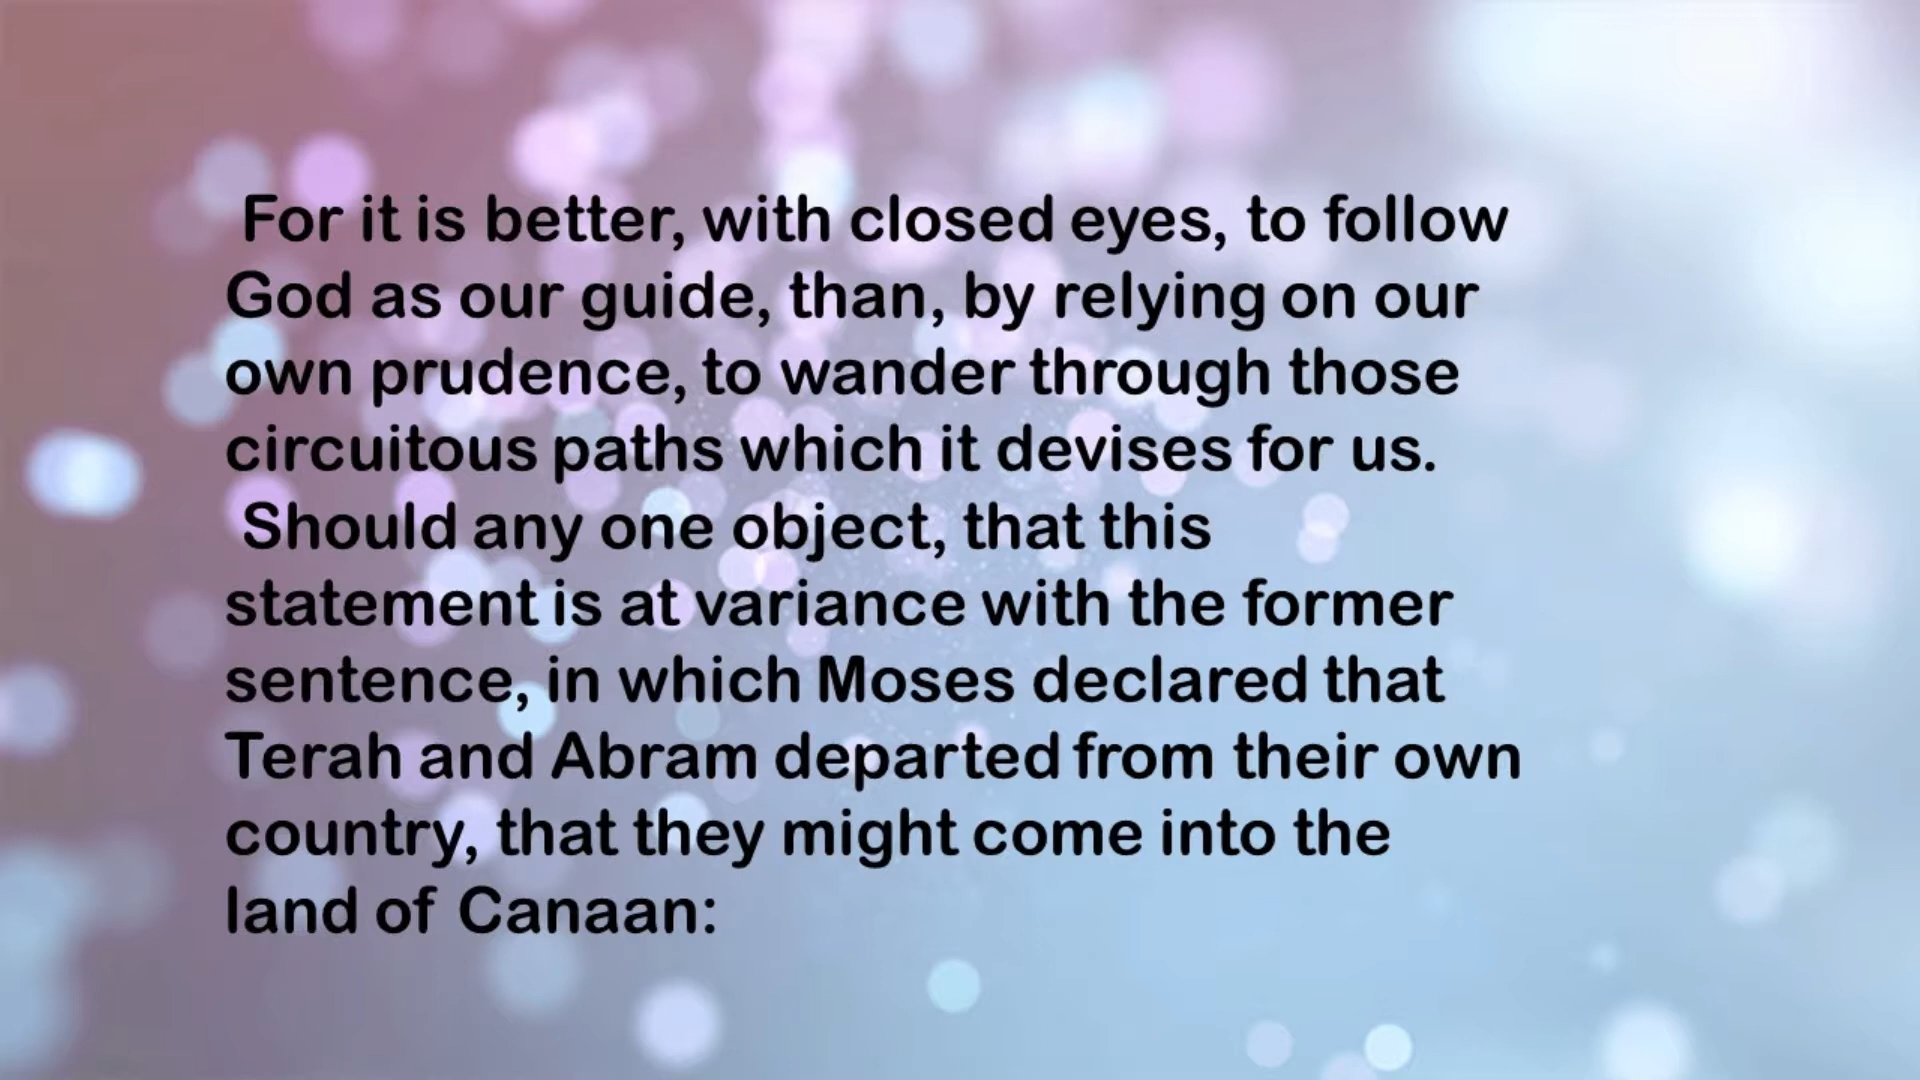 For it is better, with closed eyes, to follow
God as our guide, than, by relying on our
own prudence, to wander through those
circuitous paths which it devises for us.
Should any one object, that this
statement is at variance with the former
sentence, in which Moses declared that
Terah and Abram departed from their own
country, that they might come into the
land of Canaan: